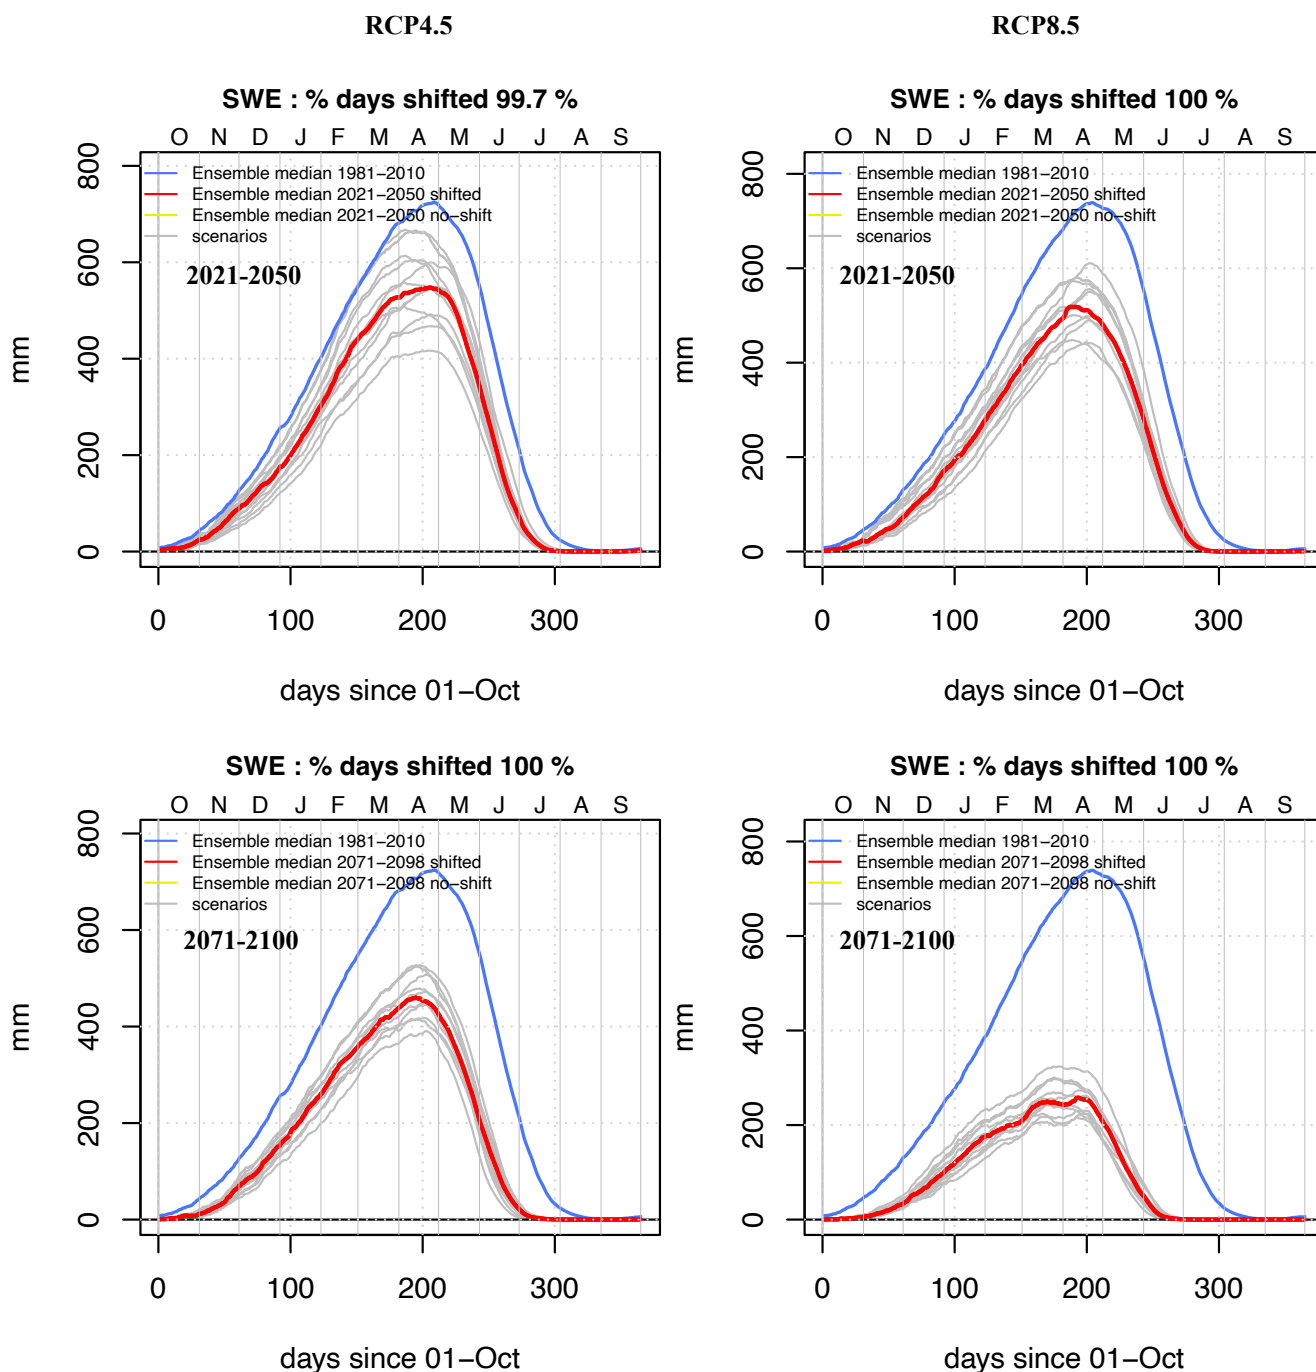 RCP4.5
RCP8.5
SWE : % days shifted 99.7 %
O N D J F M A M J J A S
Ensemble median 1981−2010
Ensemble median 2021−2050 shifted
Ensemble median 2021−2050 no−shift
scenarios
2021-2050
0 200 400 600 800
mm
0 100 200 300
days since 01−Oct
SWE : % days shifted 100 %
O N D J F M A M J J A S
Ensemble median 1981−2010
Ensemble median 2021−2050 shifted
Ensemble median 2021−2050 no−shift
scenarios
2021-2050
0 200 400 600 800
mm
0 100 200 300
days since 01−Oct
SWE : % days shifted 100 %
O N D J F M A M J J A S
Ensemble median 1981−2010
Ensemble median 2071−2098 shifted
Ensemble median 2071−2098 no−shift
scenarios
2071-2100
0 200 400 600 800
mm
0 100 200 300
days since 01−Oct
SWE : % days shifted 100 %
O N D J F M A M J J A S
Ensemble median 1981−2010
Ensemble median 2071−2098 shifted
Ensemble median 2071−2098 no−shift
scenarios
2071-2100
0 200 400 600 800
mm
0 100 200 300
days since 01−Oct